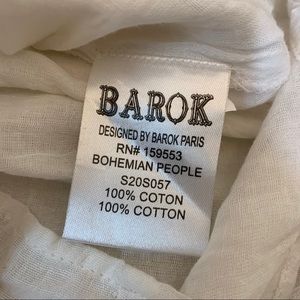 BAROK
DESIGNED BY BAROK PARIS
RN# 159553
BOHEMIAN PEOPLE
S20S057
100% COTON
100% COTTON